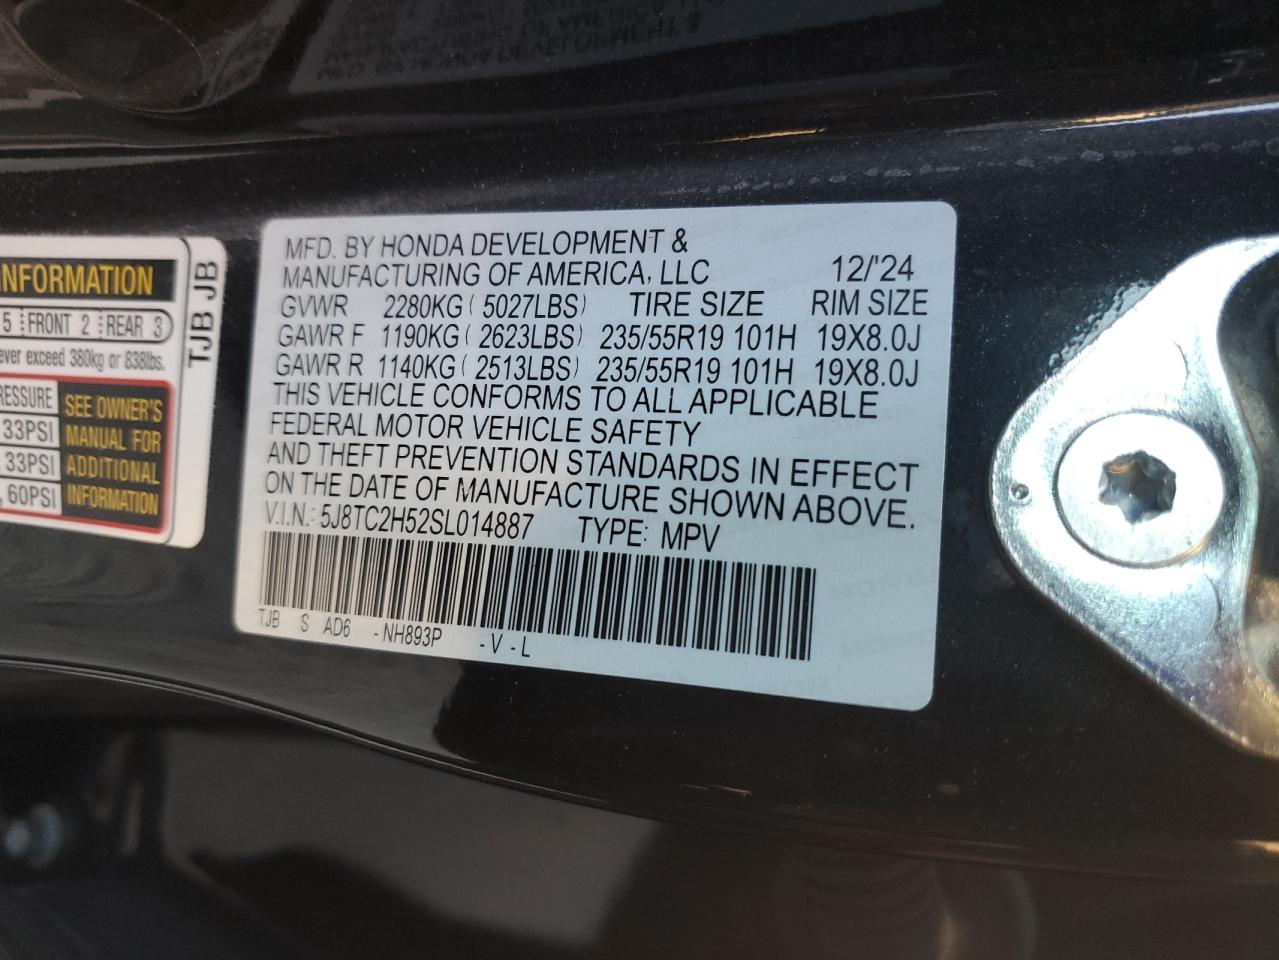 INFORMATION
5 FRONT 2 REAR 3
ever exceed 380kg or 838lbs.
RESSURE
33PSI
33PSI
60PSI
SEE OWNER'S
MANUAL FOR
ADDITIONAL
INFORMATION
TJB JB
MFD. BY HONDA DEVELOPMENT &
MANUFACTURING OF AMERICA, LLC 12/'24
GVWR 2280KG ( 5027LBS) TIRE SIZE RIM SIZE
GAWR F 1190KG ( 2623LBS) 235/55R19 101H 19X8.0J
GAWR R 1140KG ( 2513LBS) 235/55R19 101H 19X8.0J
THIS VEHICLE CONFORMS TO ALL APPLICABLE
FEDERAL MOTOR VEHICLE SAFETY
AND THEFT PREVENTION STANDARDS IN EFFECT
ON THE DATE OF MANUFACTURE SHOWN ABOVE.
V.I.N.: 5J8TC2H52SL014887 TYPE: MPV
TJB S AD6 -NH893P -V-L